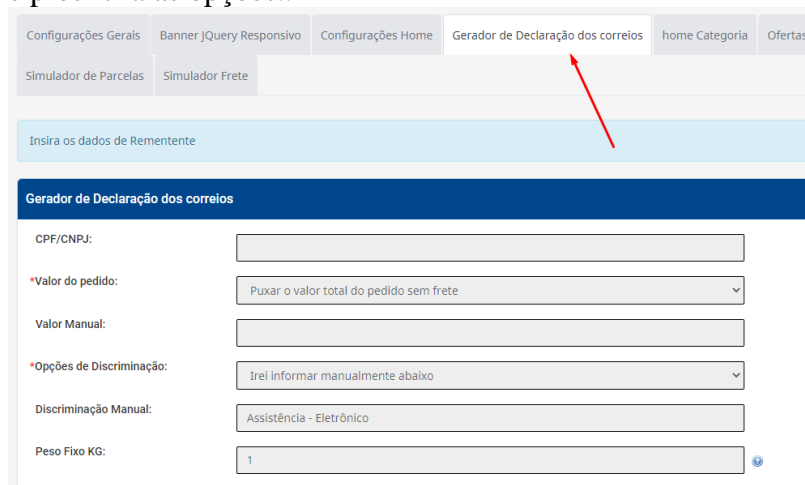 Configurações Gerais Banner JQuery Responsivo Configurações Home Gerador de Declaração dos correios home Categoria Ofertas
Simulador de Parcelas Simulador Frete
Insira os dados de Rementente
Gerador de Declaração dos correios
CPF/CNPJ:
*Valor do pedido: Puxar o valor total do pedido sem frete
Valor Manual:
*Opções de Discriminação: Irei informar manualmente abaixo
Discriminação Manual: Assistência - Eletrônico
Peso Fixo KG: 1